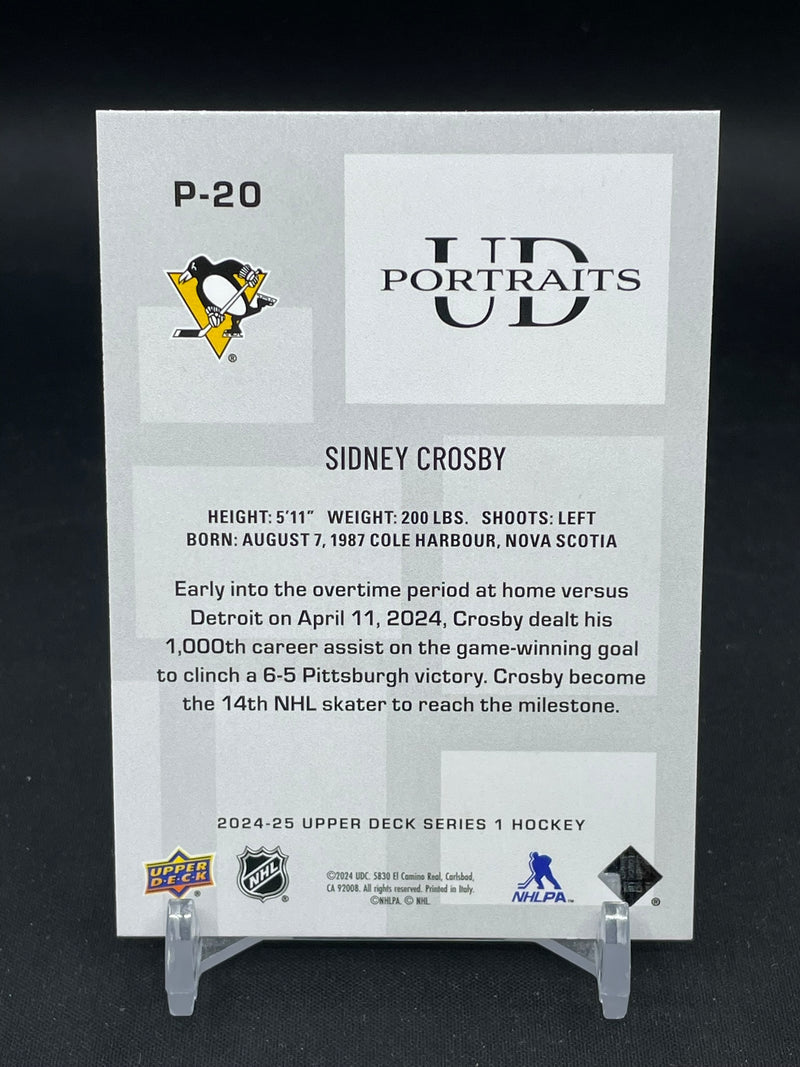 P-20
UD
PORTRAITS
®
SIDNEY CROSBY
HEIGHT: 5'11" WEIGHT: 200 LBS. SHOOTS: LEFT
BORN: AUGUST 7, 1987 COLE HARBOUR, NOVA SCOTIA
Early into the overtime period at home versus
Detroit on April 11, 2024, Crosby dealt his
1,000th career assist on the game-winning goal
to clinch a 6-5 Pittsburgh victory. Crosby become
the 14th NHL skater to reach the milestone.
2024-25 UPPER DECK SERIES 1 HOCKEY
UPPER
D·E·C·K
®
NHL
®
©2024 UDC. 5830 El Camino Real, Carlsbad,
CA 92008. All rights reserved. Printed in Italy.
©NHLPA. © NHL.
NHLPA™
®